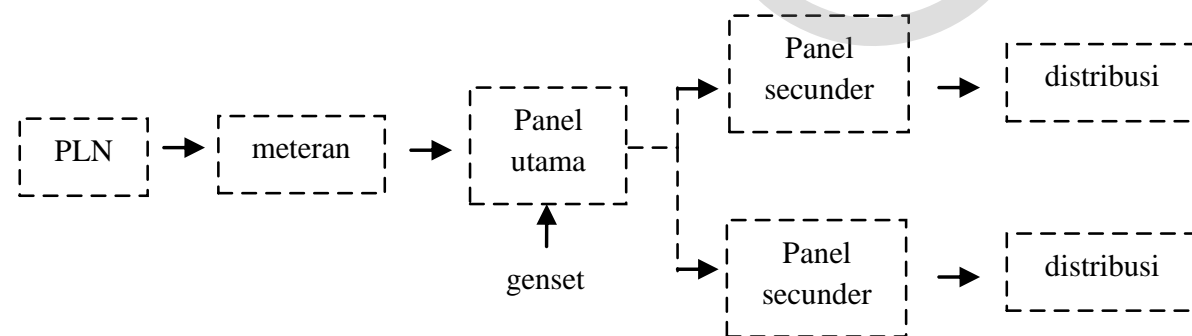 PLN
meteran
Panel
utama
genset
Panel
secunder
distribusi
Panel
secunder
distribusi